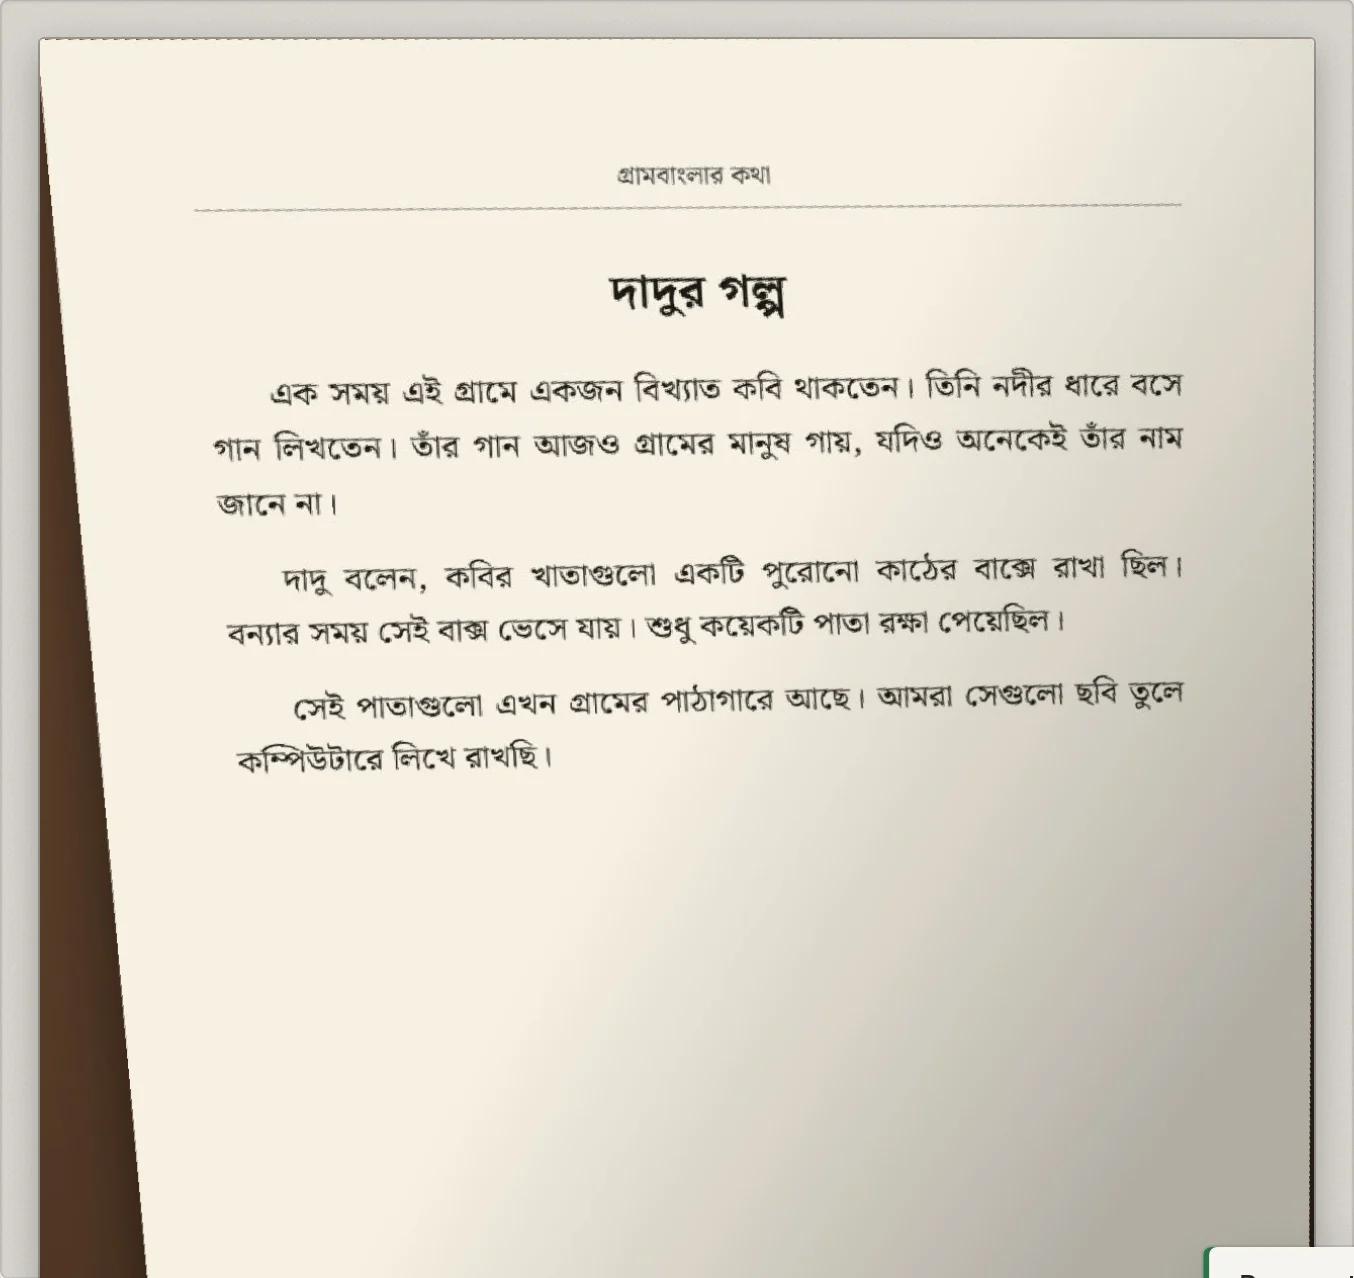 গ্রামবাংলার কথা
দাদুর গল্প
এক সময় এই গ্রামে একজন বিখ্যাত কবি থাকতেন। তিনি নদীর ধারে বসে
গান লিখতেন। তাঁর গান আজও গ্রামের মানুষ গায়, যদিও অনেকেই তাঁর নাম
জানে না।
দাদু বলেন, কবির খাতাগুলো একটি পুরোনো কাঠের বাক্সে রাখা ছিল।
বন্যার সময় সেই বাক্স ভেসে যায়। শুধু কয়েকটি পাতা রক্ষা পেয়েছিল।
সেই পাতাগুলো এখন গ্রামের পাঠাগারে আছে। আমরা সেগুলো ছবি তুলে
কম্পিউটারে লিখে রাখছি।